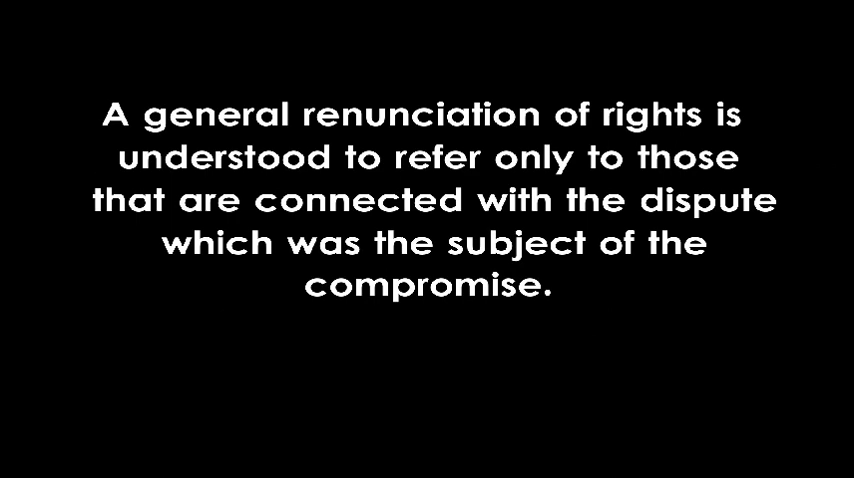 A general renunciation of rights is
understood to refer only to those
that are connected with the dispute
which was the subject of the
compromise.